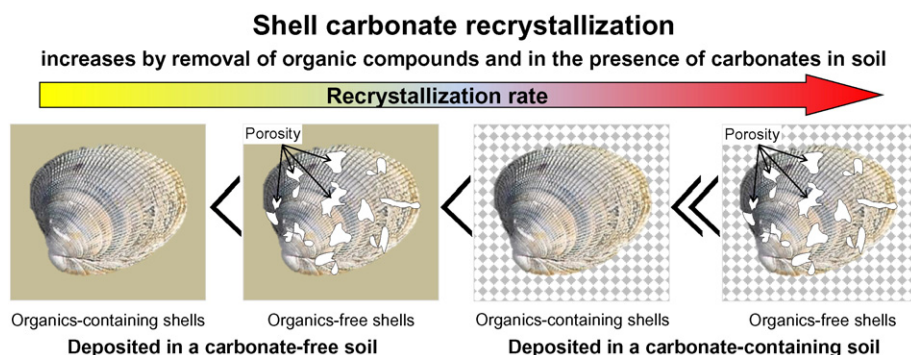 Shell carbonate recrystallization
increases by removal of organic compounds and in the presence of carbonates in soil
Recrystallization rate
Porosity
Porosity
Organics-containing shells
Organics-free shells
Organics-containing shells
Organics-free shells
Deposited in a carbonate-free soil
Deposited in a carbonate-containing soil